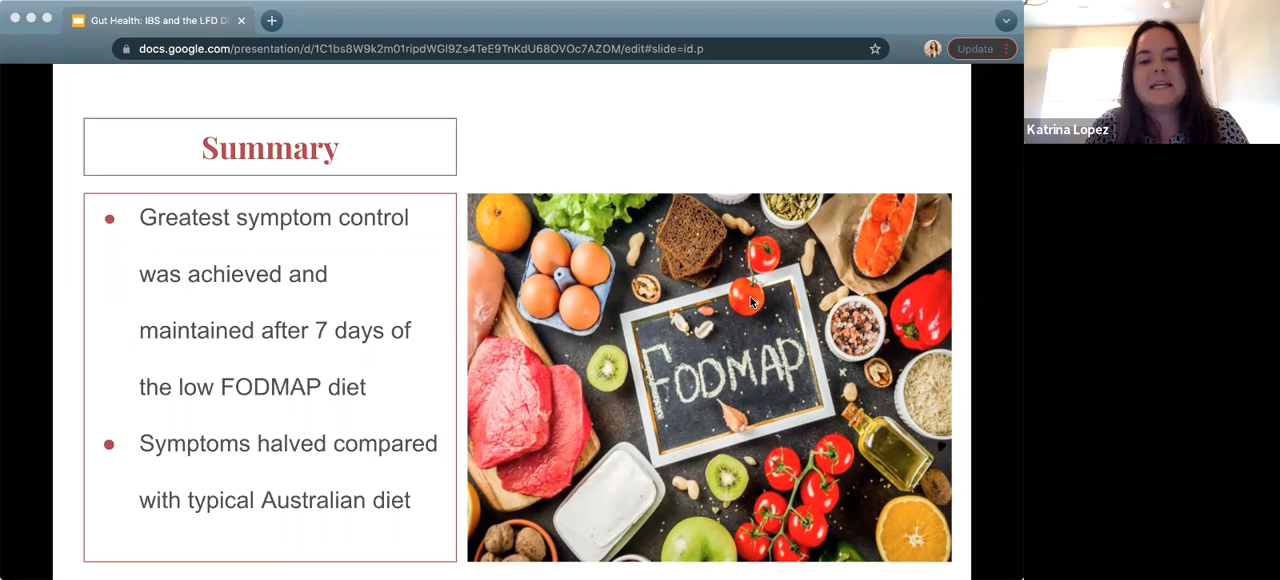 Gut Health: IBS and the LFD Di
docs.google.com/presentation/d/1C1bs8W9k2m01ripdWGI9Zs4TeE9TnKdU68OVOc7AZOM/edit#slide=id.p
Update
Katrina Lopez
Summary
Greatest symptom control
was achieved and
maintained after 7 days of
the low FODMAP diet
Symptoms halved compared
with typical Australian diet
FODMAP